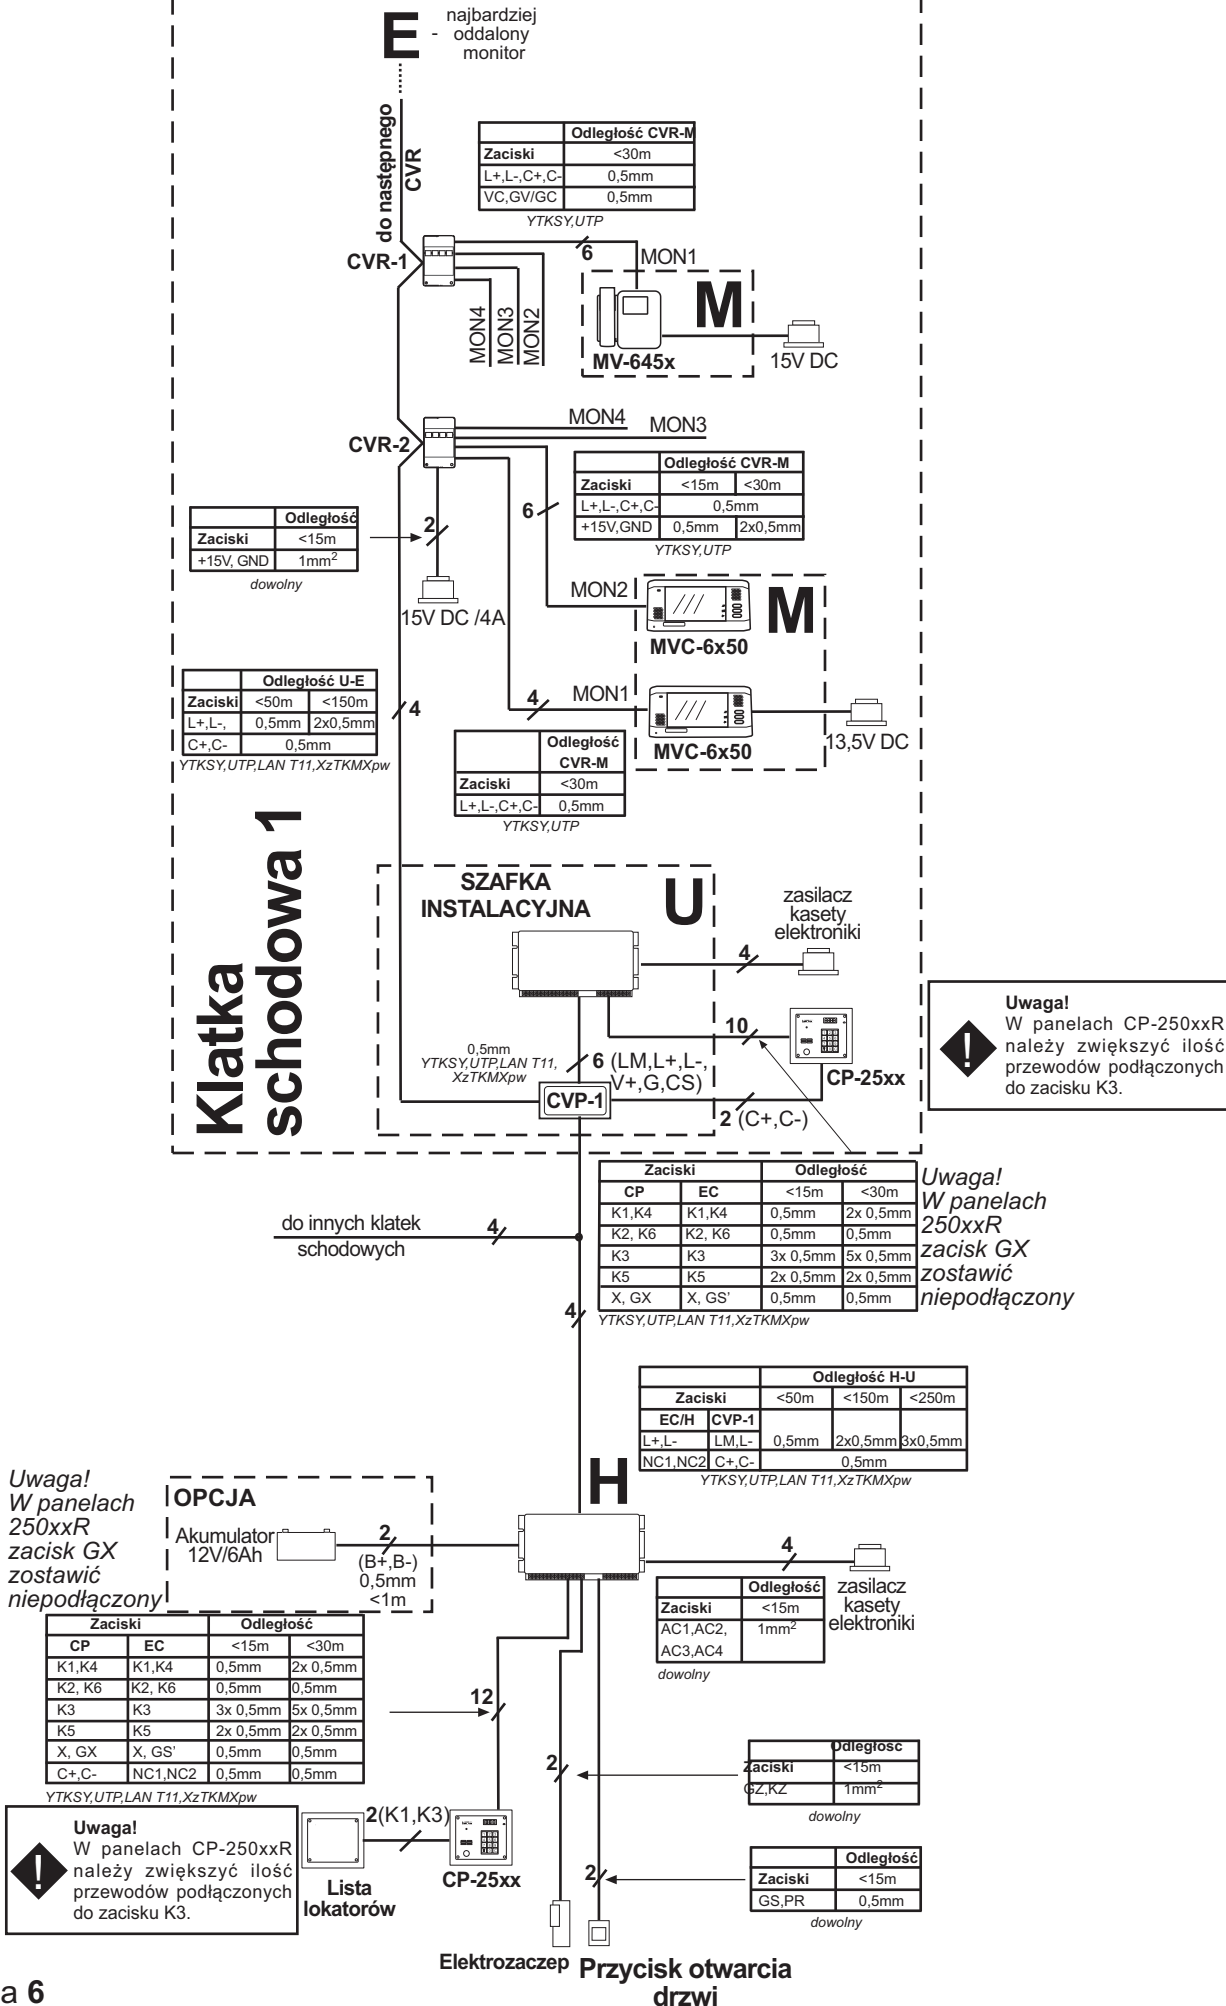 E
- najbardziej
oddalony
monitor
do następnego
CVR
Odległość CVR-M
Zaciski <30m
L+,L-,C+,C- 0,5mm
VC,GV/GC 0,5mm
YTKSY,UTP
CVR-1
6
MON1
MON4
MON3
MON2
M
MV-645x
15V DC
CVR-2
MON4
MON3
Odległość CVR-M
Zaciski <15m <30m
L+,L-,C+,C- 0,5mm
+15V,GND 0,5mm 2x0,5mm
YTKSY,UTP
6
Odległość
Zaciski <15m
+15V, GND 1mm²
dowolny
2
15V DC /4A
MON2
M
MVC-6x50
Odległość U-E
Zaciski <50m <150m
L+,L-, 0,5mm 2x0,5mm
C+,C- 0,5mm
YTKSY,UTP,LAN T11,XzTKMXpw
4
4
MON1
MVC-6x50
13,5V DC
Odległość
CVR-M
Zaciski <30m
L+,L-,C+,C- 0,5mm
YTKSY,UTP
Klatka
schodowa 1
SZAFKA
INSTALACYJNA
U
zasilacz
kasety
elektroniki
4
10
0,5mm
YTKSY,UTP,LAN T11,
XzTKMXpw
6 (LM,L+,L-,
V+,G,CS)
CVP-1
CP-25xx
2 (C+,C-)
Uwaga!
W panelach CP-250xxR
należy zwiększyć ilość
przewodów podłączonych
do zacisku K3.
Zaciski Odległość
CP EC <15m <30m
K1,K4 K1,K4 0,5mm 2x 0,5mm
K2, K6 K2, K6 0,5mm 0,5mm
K3 K3 3x 0,5mm 5x 0,5mm
K5 K5 2x 0,5mm 2x 0,5mm
X, GX X, GS' 0,5mm 0,5mm
YTKSY,UTP,LAN T11,XzTKMXpw
Uwaga!
W panelach
250xxR
zacisk GX
zostawić
niepodłączony
do innych klatek
schodowych
4
4
Odległość H-U
Zaciski <50m <150m <250m
EC/H CVP-1
L+,L- LM,L- 0,5mm 2x0,5mm 3x0,5mm
NC1,NC2 C+,C- 0,5mm
YTKSY,UTP,LAN T11,XzTKMXpw
H
Uwaga!
W panelach
250xxR
zacisk GX
zostawić
niepodłączony
OPCJA
Akumulator
12V/6Ah
2
(B+,B-)
0,5mm
<1m
4
zasilacz
kasety
elektroniki
Odległość
Zaciski <15m
AC1,AC2, 1mm²
AC3,AC4
dowolny
Zaciski Odległość
CP EC <15m <30m
K1,K4 K1,K4 0,5mm 2x 0,5mm
K2, K6 K2, K6 0,5mm 0,5mm
K3 K3 3x 0,5mm 5x 0,5mm
K5 K5 2x 0,5mm 2x 0,5mm
X, GX X, GS' 0,5mm 0,5mm
C+,C- NC1,NC2 0,5mm 0,5mm
YTKSY,UTP,LAN T11,XzTKMXpw
12
2
Odległość
Zaciski <15m
GZ,KZ 1mm²
dowolny
Uwaga!
W panelach CP-250xxR
należy zwiększyć ilość
przewodów podłączonych
do zacisku K3.
2(K1,K3)
Lista
lokatorów
CP-25xx
2
Odległość
Zaciski <15m
GS,PR 0,5mm
dowolny
Elektrozaczep
Przycisk otwarcia
drzwi
a 6